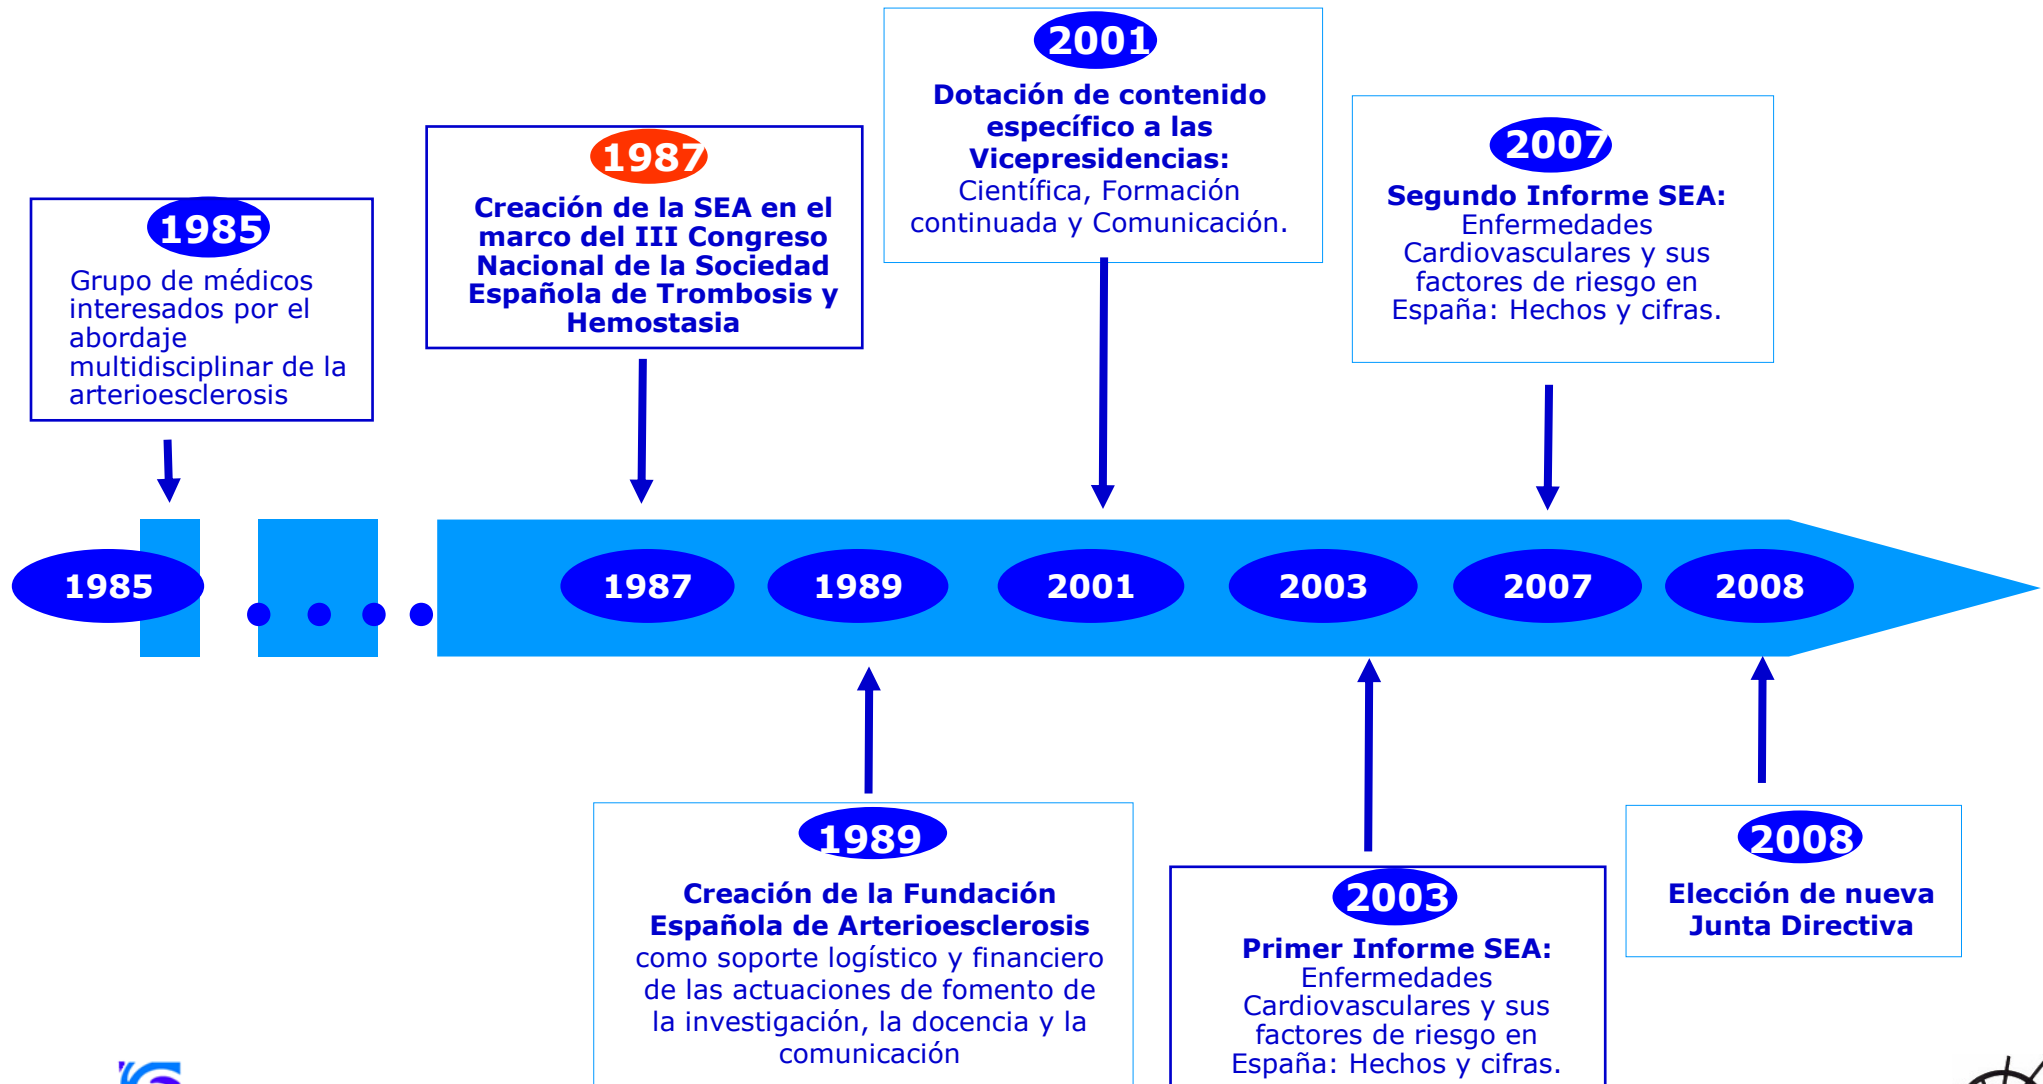 2001
Dotación de contenido
específico a las
Vicepresidencias:
Científica, Formación
continuada y Comunicación.
2007
Segundo Informe SEA:
Enfermedades
Cardiovasculares y sus
factores de riesgo en
España: Hechos y cifras.
1987
Creación de la SEA en el
marco del III Congreso
Nacional de la Sociedad
Española de Trombosis y
Hemostasia
1985
Grupo de médicos
interesados por el
abordaje
multidisciplinar de la
arterioesclerosis
1985
1987
1989
2001
2003
2007
2008
1989
Creación de la Fundación
Española de Arterioesclerosis
como soporte logístico y financiero
de las actuaciones de fomento de
la investigación, la docencia y la
comunicación
2003
Primer Informe SEA:
Enfermedades
Cardiovasculares y sus
factores de riesgo en
España: Hechos y cifras.
2008
Elección de nueva
Junta Directiva